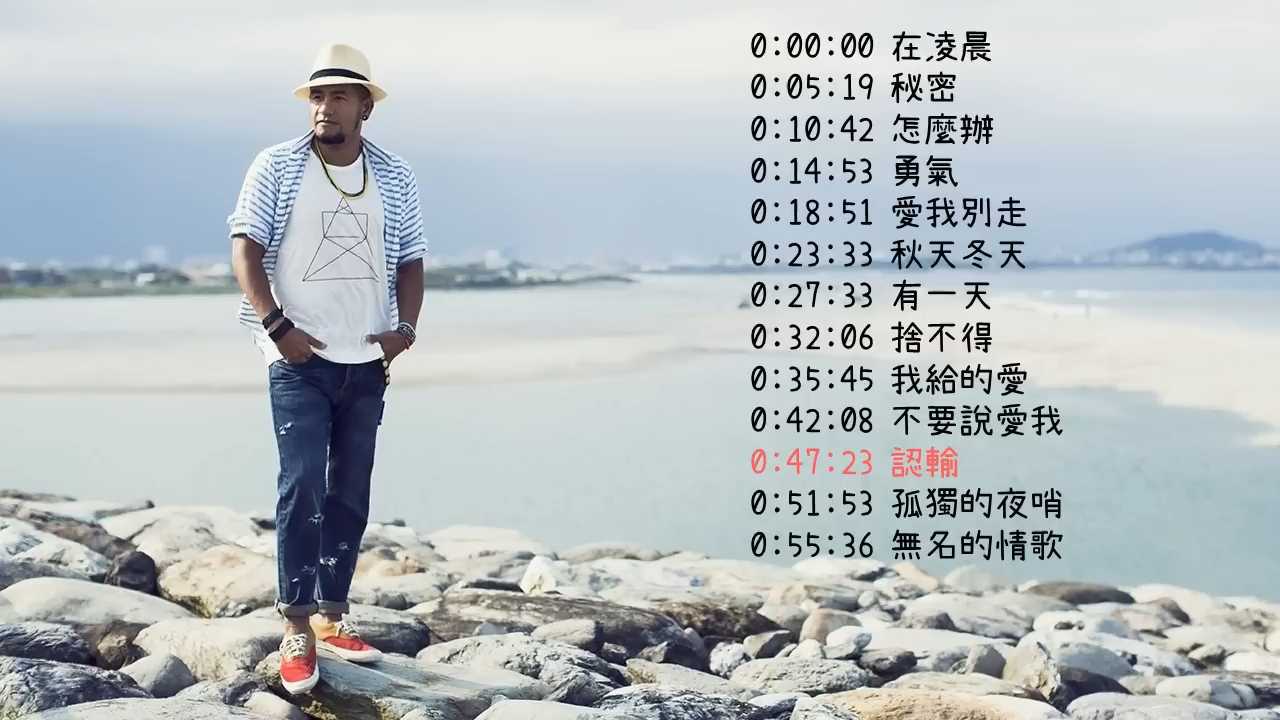 0:00:00 在凌晨
0:05:19 秘密
0:10:42 怎麼辦
0:14:53 勇氣
0:18:51 愛我別走
0:23:33 秋天冬天
0:27:33 有一天
0:32:06 捨不得
0:35:45 我給的愛
0:42:08 不要說愛我
0:47:23 認輸
0:51:53 孤獨的夜哨
0:55:36 無名的情歌